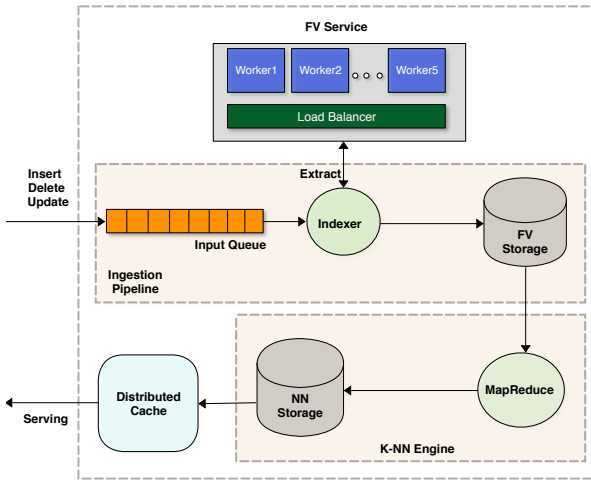 FV Service
Worker1
Worker2
Worker5
Load Balancer
Insert
Delete
Update
Extract
Input Queue
Indexer
FV
Storage
Ingestion
Pipeline
Distributed
Cache
NN
Storage
MapReduce
Serving
K-NN Engine